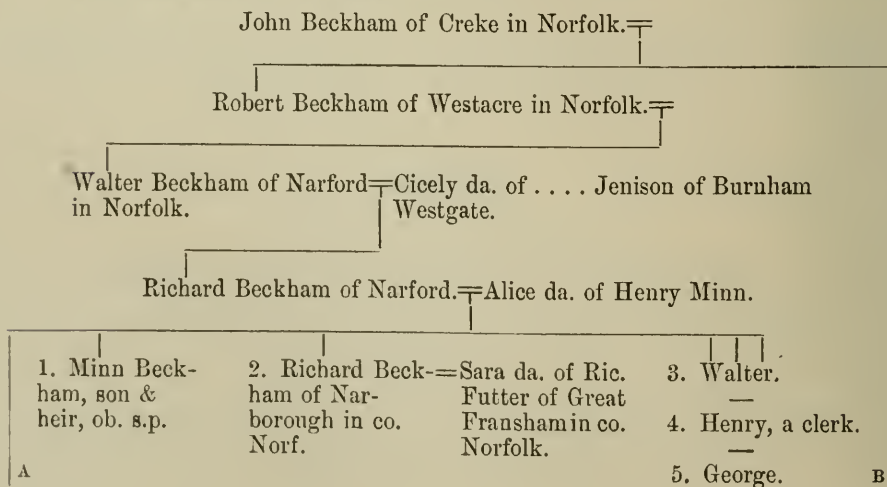 John Beckham of Creke in Norfolk.
Robert Beckham of Westacre in Norfolk.
Walter Beckham of Narford=Cicely da. of .... Jenison of Burnham
in Norfolk. Westgate.
Richard Beckham of Narford.=Alice da. of Henry Minn.
1. Minn Beck-
ham, son &
heir, ob. s.p.
2. Richard Beck-=Sara da. of Ric.
ham of Nar- Futter of Great
borough in co. Fransham in co.
Norf. Norfolk.
3. Walter.
—
4. Henry, a clerk.
—
5. George.
A B